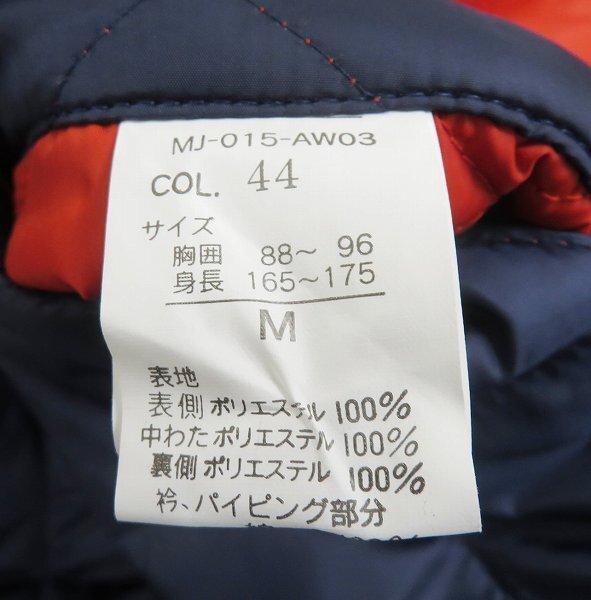 MJ-015-AW03
COL. 44
サイズ
胸囲 88～ 96
身長 165～175
M
表地
表側 ポリエステル 100%
中わた ポリエステル 100%
裏側 ポリエステル 100%
衿、パイピング部分